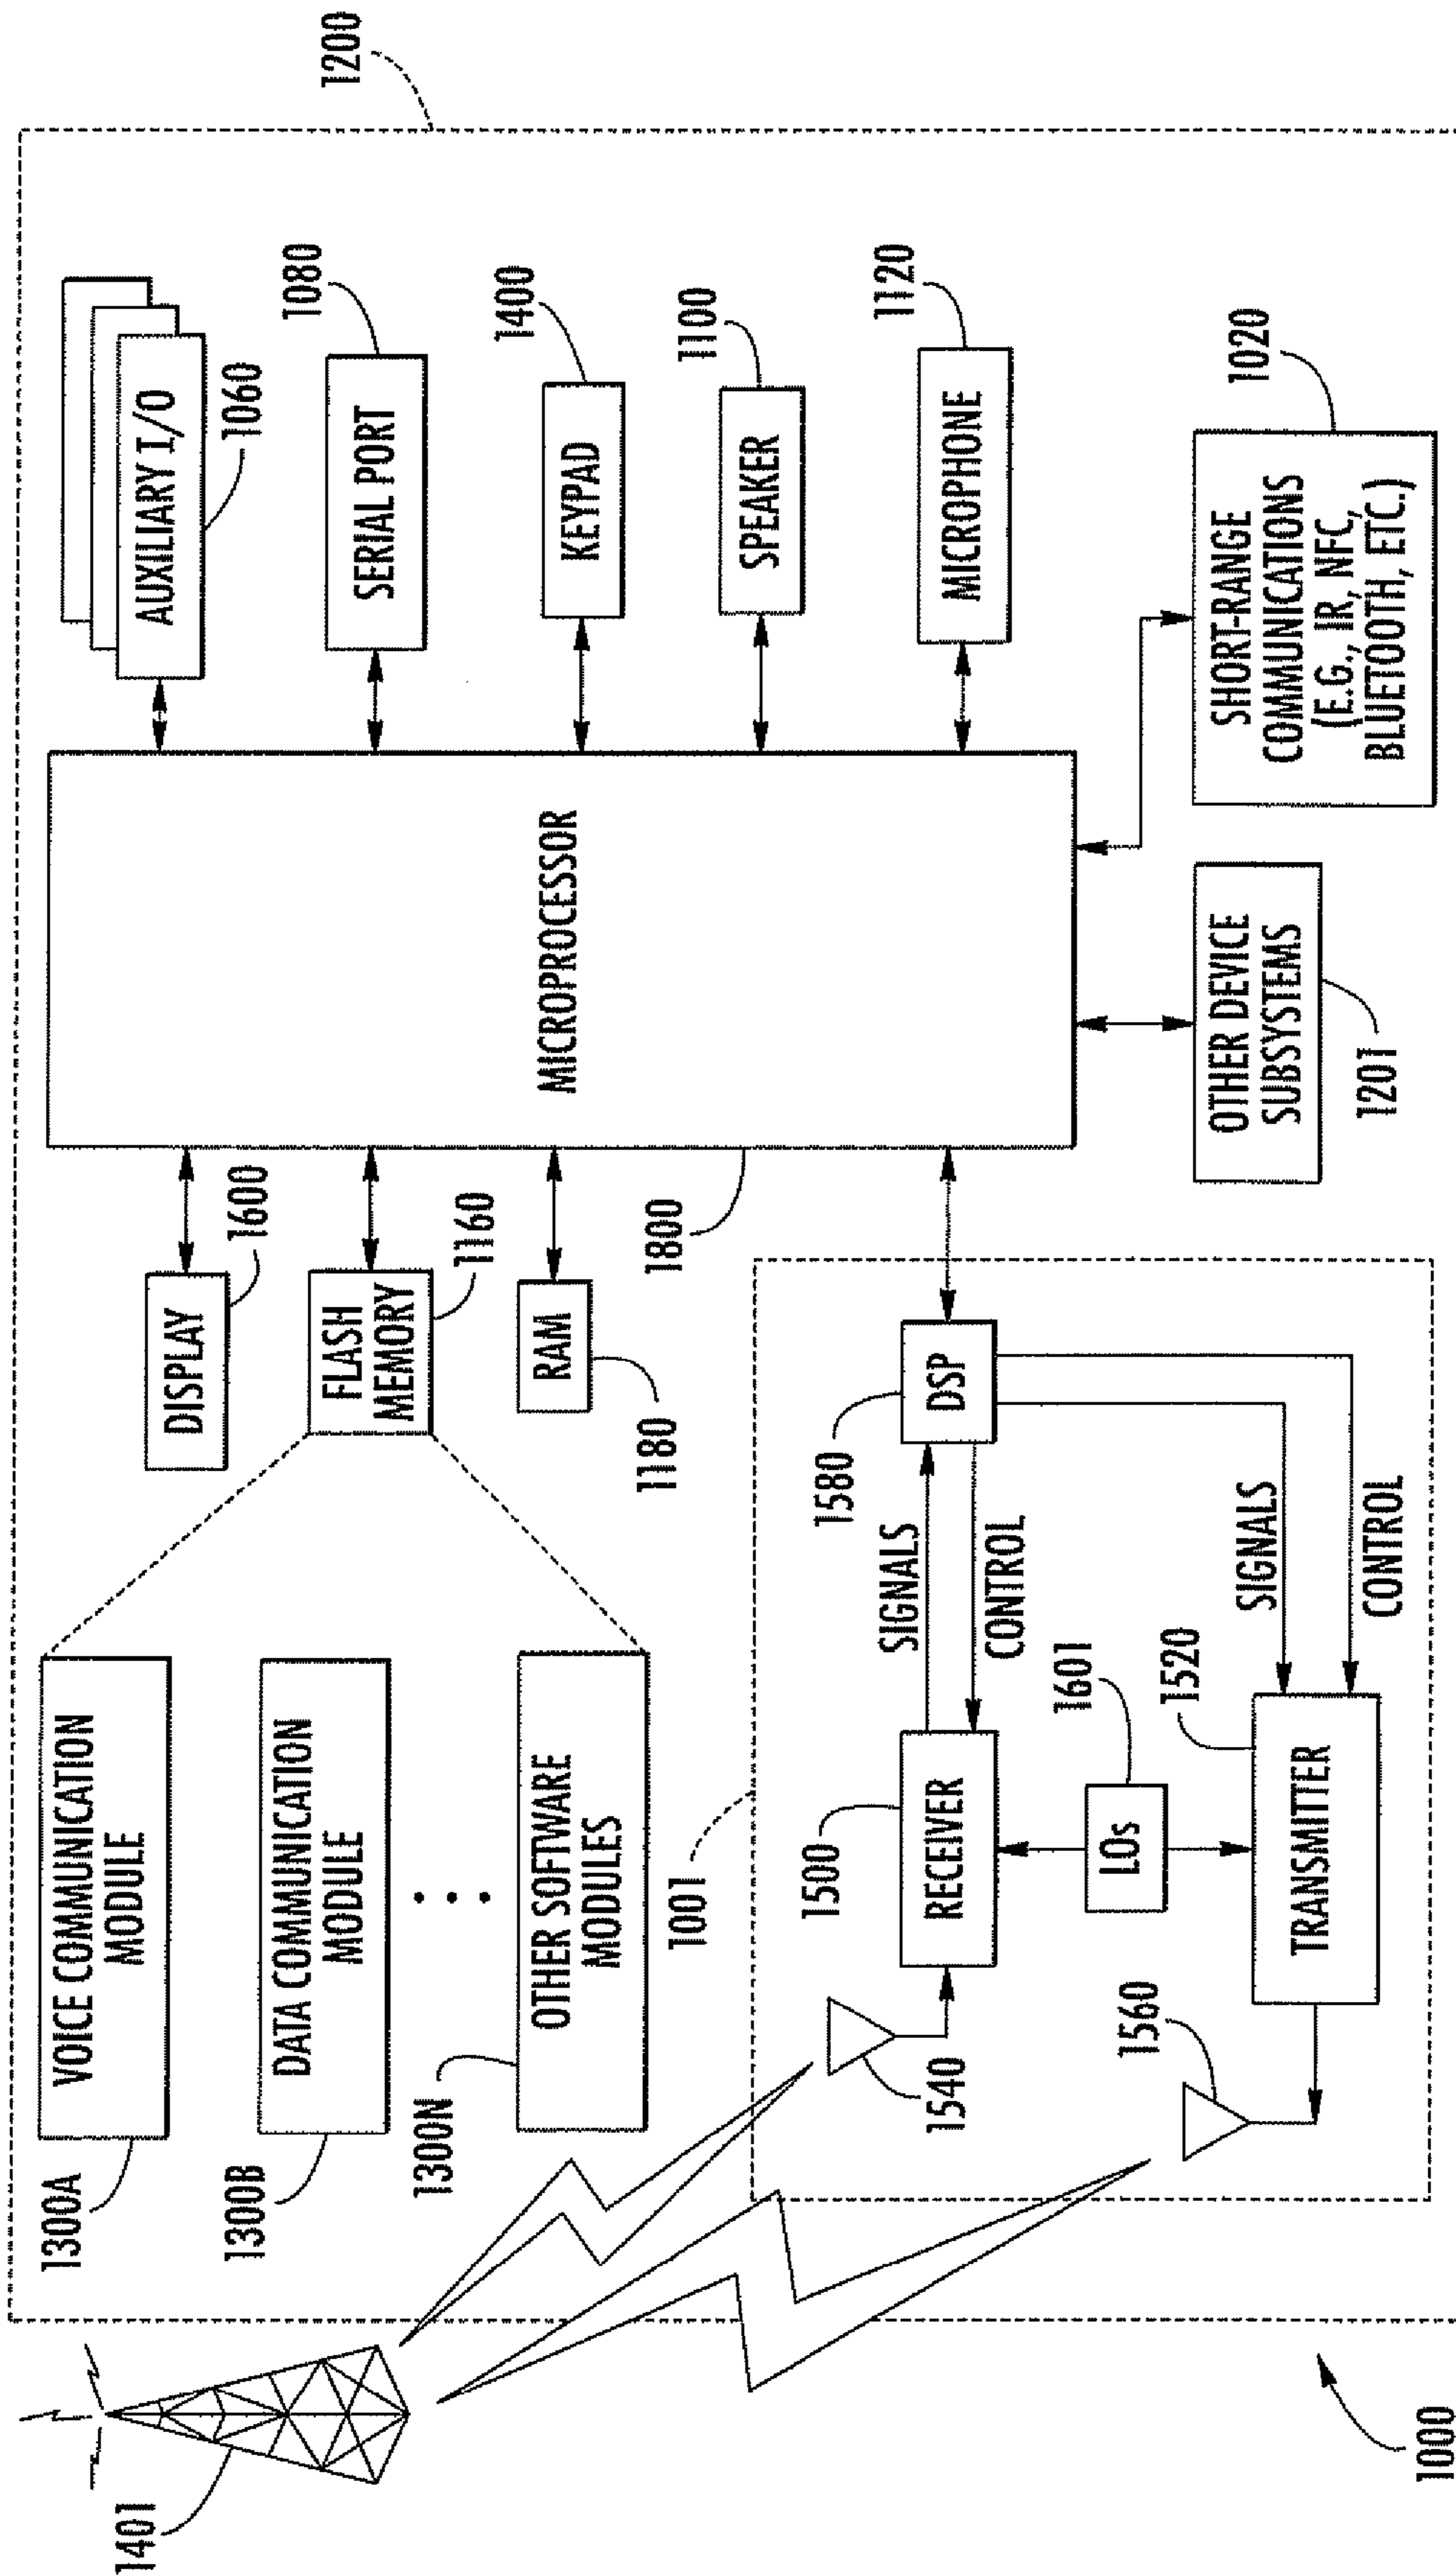 1200
AUXILIARY I/O
1060
SERIAL PORT
1080
KEYPAD
1400
SPEAKER
1100
MICROPHONE
1120
SHORT-RANGE
COMMUNICATIONS
(E.G., IR, NFC,
BLUETOOTH, ETC.)
1020
MICROPROCESSOR
1800
OTHER DEVICE
SUBSYSTEMS
1201
DISPLAY
1600
FLASH
MEMORY
1160
RAM
1180
VOICE COMMUNICATION
MODULE
1300A
DATA COMMUNICATION
MODULE
1300B
OTHER SOFTWARE
MODULES
1300N
1001
DSP
1580
SIGNALS
CONTROL
SIGNALS
CONTROL
RECEIVER
1500
LOs
1601
TRANSMITTER
1520
1540
1560
1401
1000